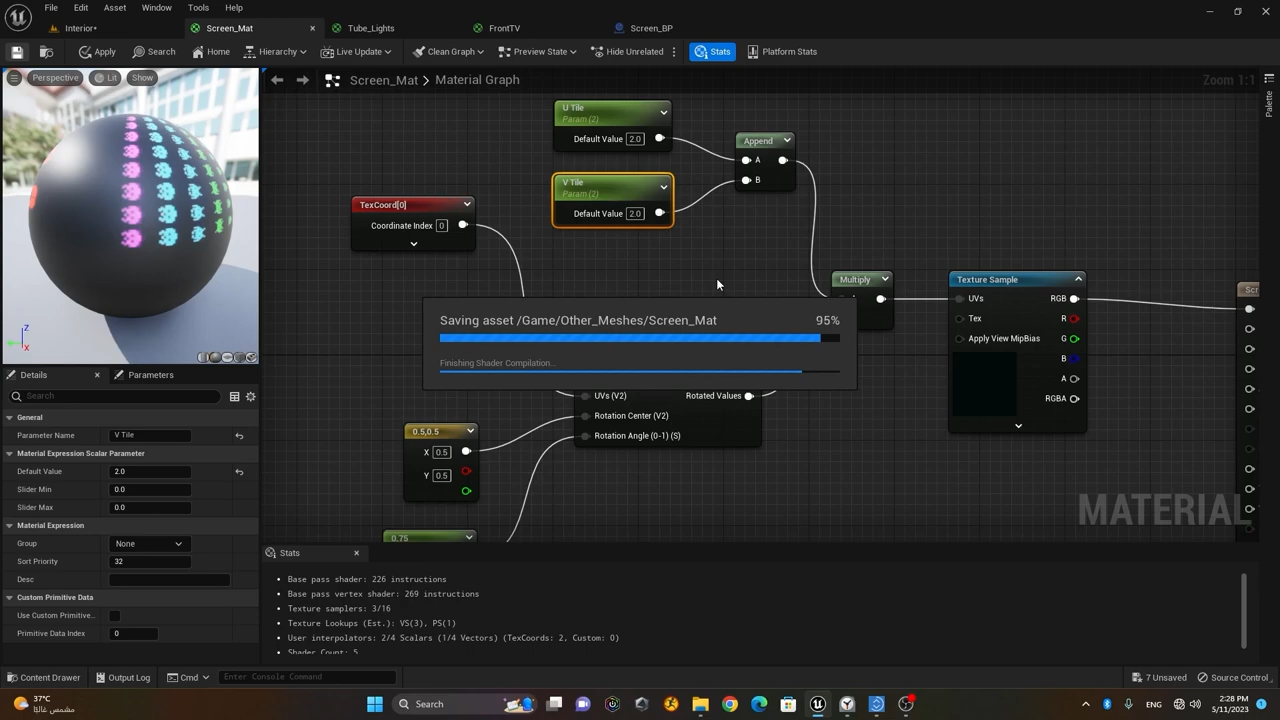 File
Edit
Asset
Window
Tools
Help
Interior•
Screen_Mat
Tube_Lights
FrontTV
Screen_BP
Apply
Search
Home
Hierarchy
Live Update
Clean Graph
Preview State
Hide Unrelated
Stats
Platform Stats
Perspective
Lit
Show
Screen_Mat > Material Graph
Zoom 1:1
Palette
U Tile
Param (2)
Default Value 2.0
Append
A
B
V Tile
Param (2)
Default Value 2.0
TexCoord[0]
Coordinate Index 0
Multiply
Texture Sample
UVs
RGB
Tex
R
Apply View MipBias
G
B
A
RGBA
Saving asset /Game/Other_Meshes/Screen_Mat
95%
Finishing Shader Compilation...
UVs (V2)
Rotated Values
Rotation Center (V2)
Rotation Angle (0-1) (S)
0.5,0.5
X 0.5
Y 0.5
0.75
MATERIAL
Z
X
Details
Parameters
Search
General
Parameter Name
V Tile
Material Expression Scalar Parameter
Default Value
2.0
Slider Min
0.0
Slider Max
0.0
Material Expression
Group
None
Sort Priority
32
Desc
Custom Primitive Data
Use Custom Primitive...
Primitive Data Index
0
Stats
• Base pass shader: 226 instructions
• Base pass vertex shader: 269 instructions
• Texture samplers: 3/16
• Texture Lookups (Est.): VS(3), PS(1)
• User interpolators: 2/4 Scalars (1/4 Vectors) (TexCoords: 2, Custom: 0)
• Shader Count: 5
Content Drawer
Output Log
Cmd
Enter Console Command
7 Unsaved
Source Control
37°C
مشمس غالبًا
Search
ENG
2:28 PM
5/11/2023